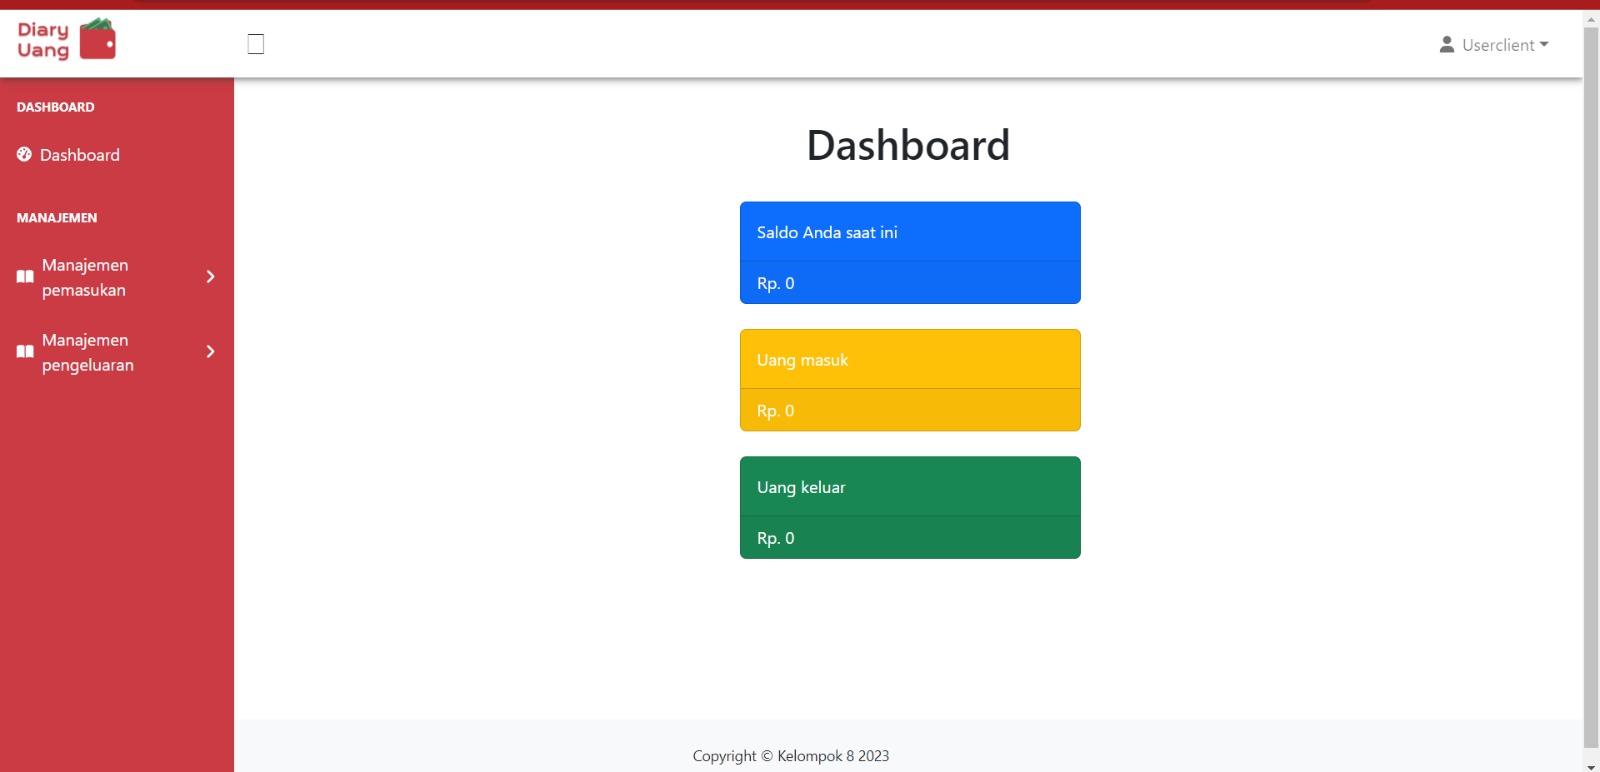 Diary
Uang
Userclient
DASHBOARD
Dashboard
MANAJEMEN
Manajemen
pemasukan
Manajemen
pengeluaran
Dashboard
Saldo Anda saat ini
Rp. 0
Uang masuk
Rp. 0
Uang keluar
Rp. 0
Copyright © Kelompok 8 2023